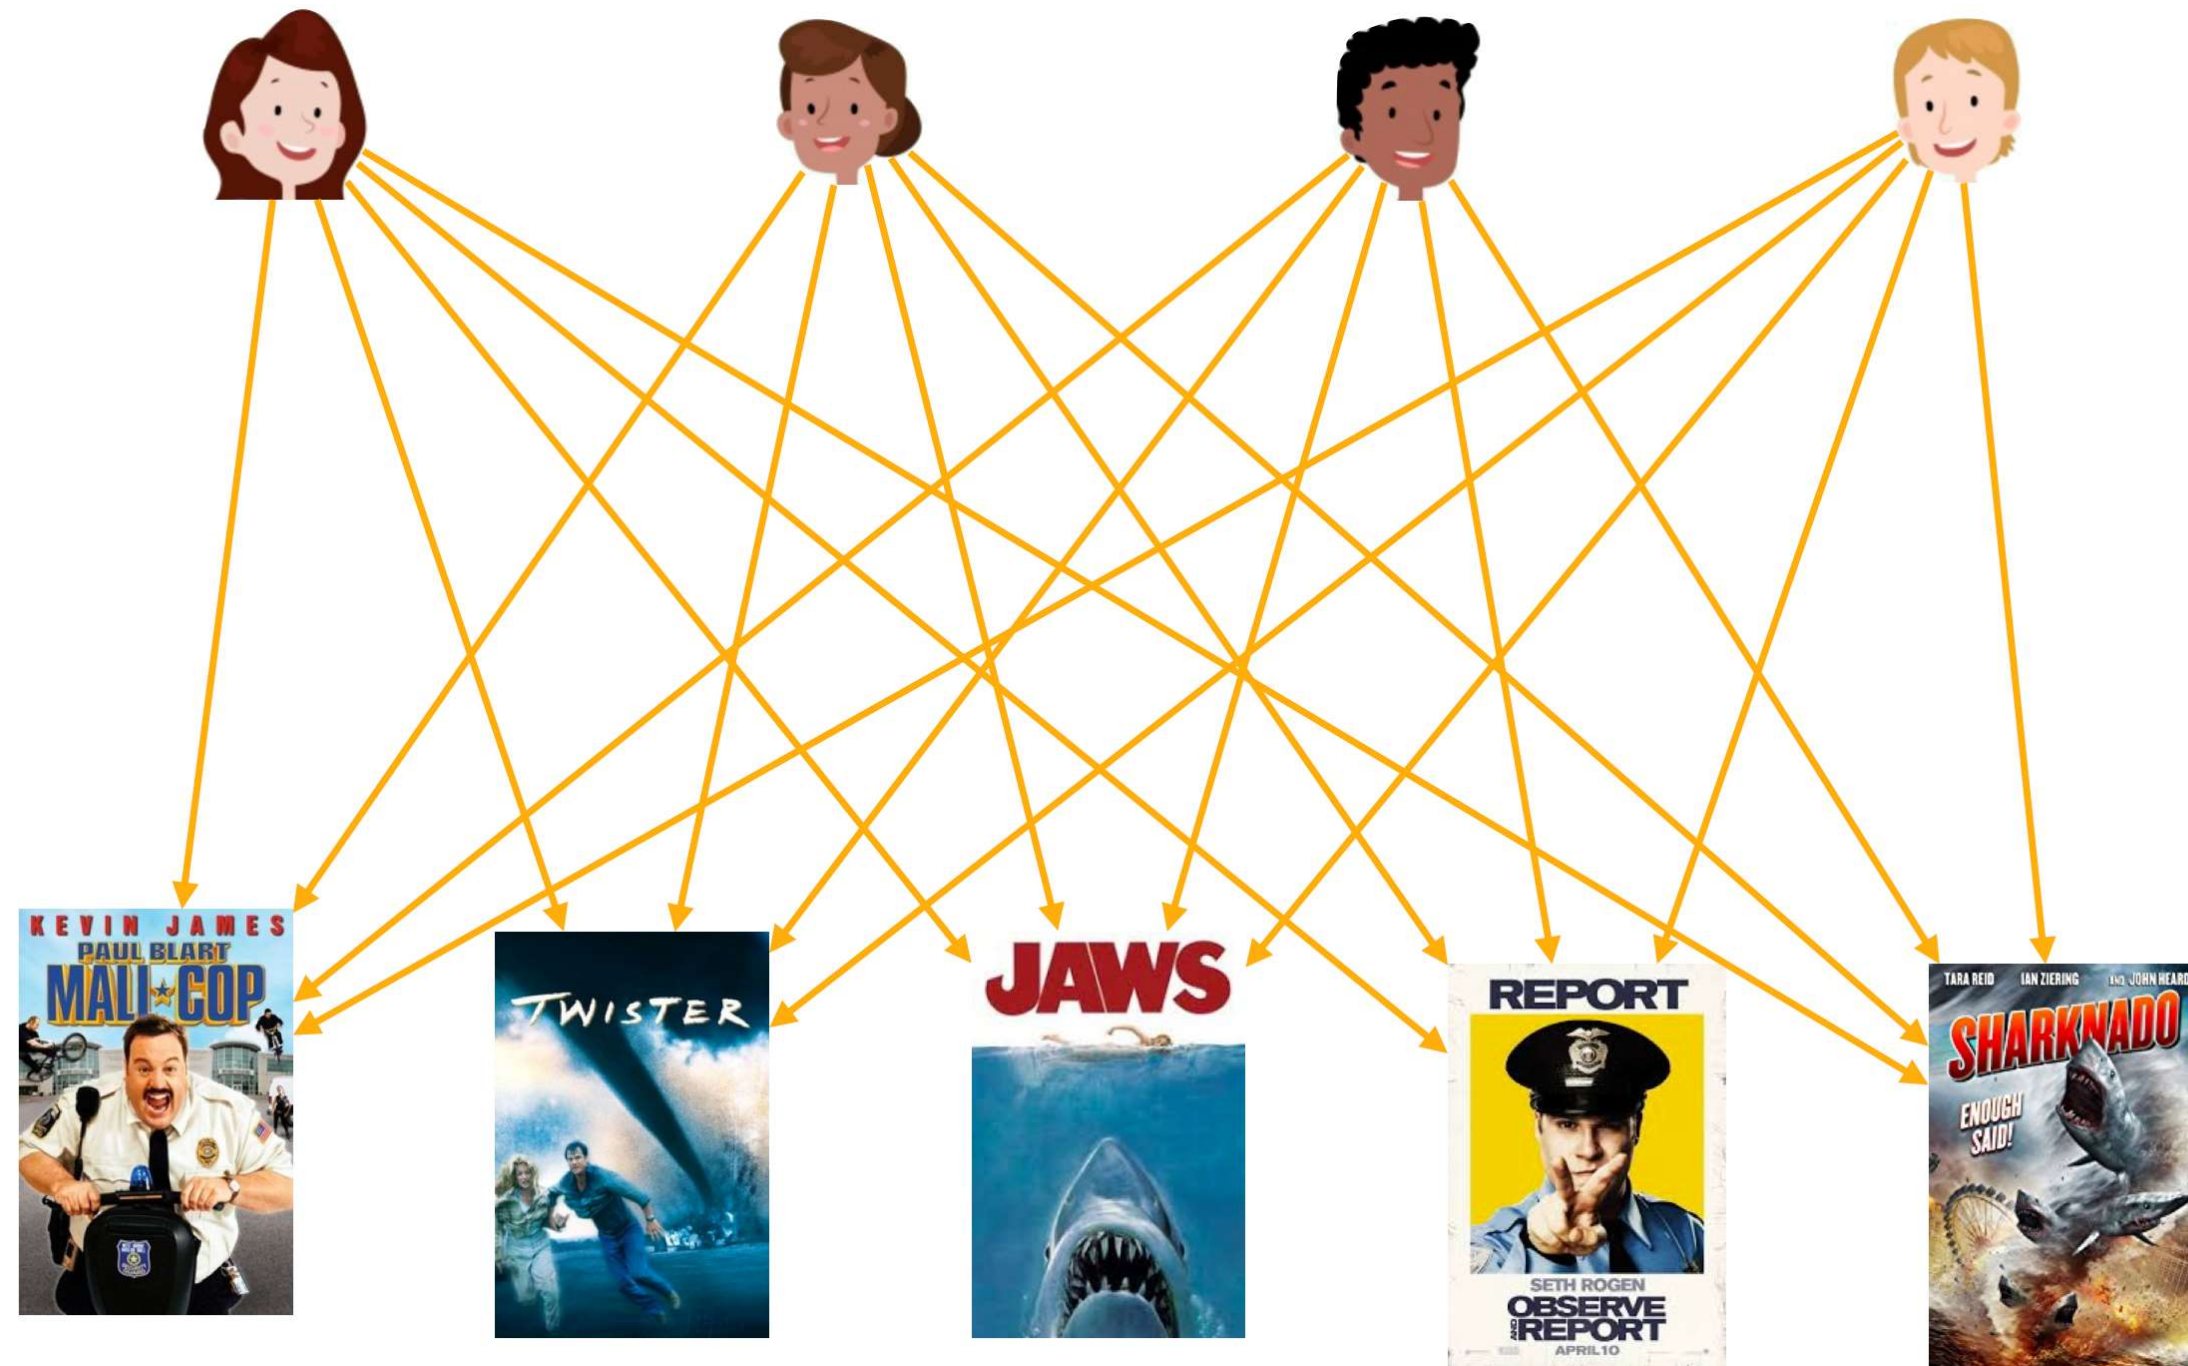 KEVIN JAMES
PAUL BLART
MALL COP
TWISTER
JAWS
REPORT
SETH ROGEN
OBSERVE
AND REPORT
APRIL 10
TARA REID IAN ZIERING AND JOHN HEARD
SHARKNADO
ENOUGH
SAID!